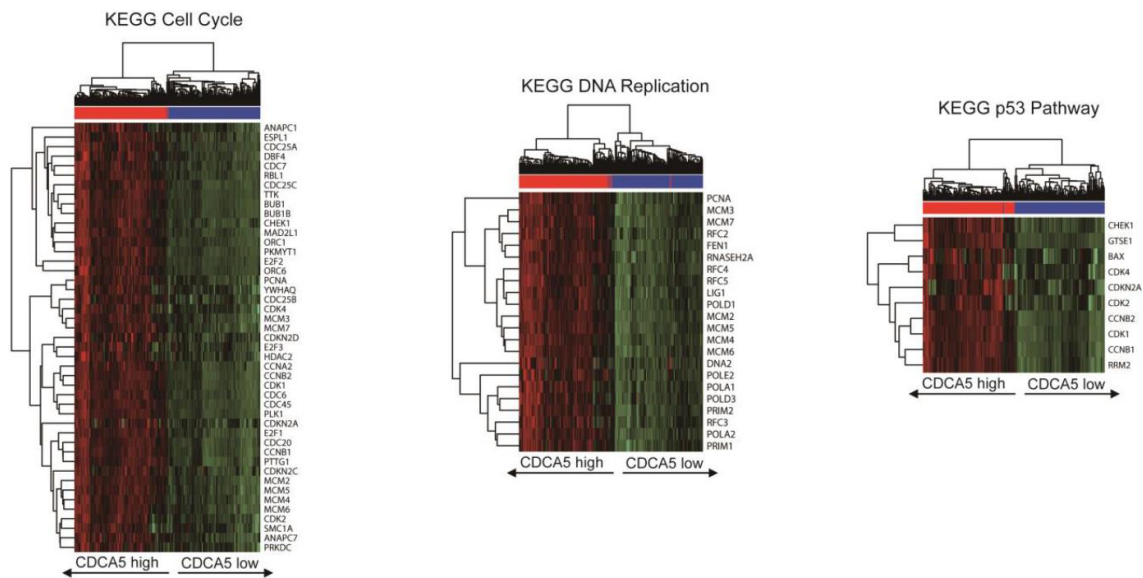 KEGG Cell Cycle
ANAPC1
ESPL1
CDC25A
DBF4
CDC7
RBL1
CDC25C
TTK
BUB1
BUB1B
CHEK1
MAD2L1
ORC1
PKMYT1
E2F2
ORC6
PCNA
YWHAQ
CDC25B
CDK4
MCM3
MCM7
CDKN2D
E2F3
HDAC2
CCNA2
CCNB2
CDK1
CDC6
CDC45
PLK1
CDKN2A
E2F1
CDC20
CCNB1
PTTG1
CDKN2C
MCM2
MCM5
MCM4
MCM6
CDK2
SMC1A
ANAPC7
PRKDC
CDCA5 high
CDCA5 low
KEGG DNA Replication
PCNA
MCM3
MCM7
RFC2
FEN1
RNASEH2A
RFC4
RFC5
LIG1
POLD1
MCM2
MCM5
MCM4
MCM6
DNA2
POLE2
POLA1
POLD3
PRIM2
RFC3
POLA2
PRIM1
CDCA5 high
CDCA5 low
KEGG p53 Pathway
CHEK1
GTSE1
BAX
CDK4
CDKN2A
CDK2
CCNB2
CDK1
CCNB1
RRM2
CDCA5 high
CDCA5 low